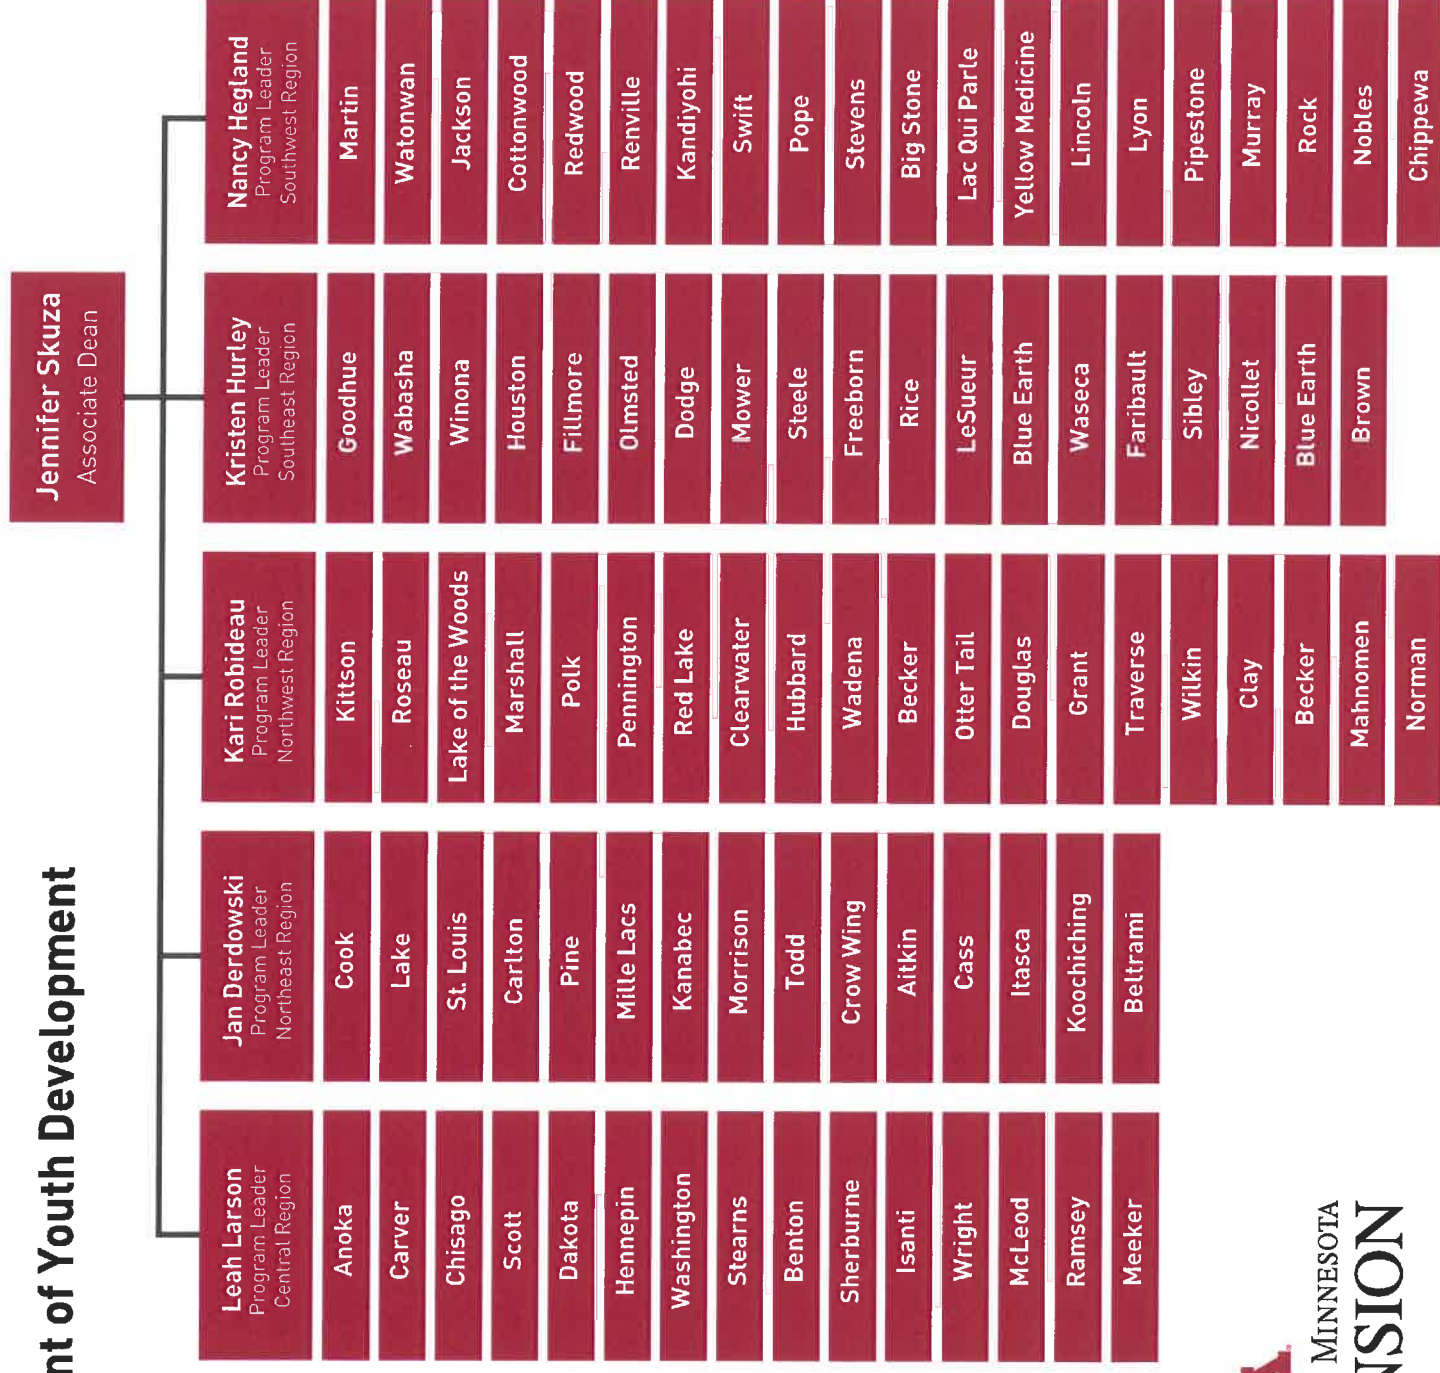 nt of Youth Development
Jennifer Skuza
Associate Dean
Leah Larson
Program Leader
Central Region
Anoka
Carver
Chisago
Scott
Dakota
Hennepin
Washington
Stearns
Benton
Sherburne
Isanti
Wright
McLeod
Ramsey
Meeker
Jan Derdowski
Program Leader
Northeast Region
Cook
Lake
St. Louis
Carlton
Pine
Mille Lacs
Kanabec
Morrison
Todd
Crow Wing
Aitkin
Cass
Itasca
Koochiching
Beltrami
Kari Robideau
Program Leader
Northwest Region
Kittson
Roseau
Lake of the Woods
Marshall
Polk
Pennington
Red Lake
Clearwater
Hubbard
Wadena
Becker
Otter Tail
Douglas
Grant
Traverse
Wilkin
Clay
Becker
Mahnomen
Norman
Kristen Hurley
Program Leader
Southeast Region
Goodhue
Wabasha
Winona
Houston
Fillmore
Olmsted
Dodge
Mower
Steele
Freeborn
Rice
LeSueur
Blue Earth
Waseca
Faribault
Sibley
Nicollet
Blue Earth
Brown
Nancy Hegland
Program Leader
Southwest Region
Martin
Watonwan
Jackson
Cottonwood
Redwood
Renville
Kandiyohi
Swift
Pope
Stevens
Big Stone
Lac Qui Parle
Yellow Medicine
Lincoln
Lyon
Pipestone
Murray
Rock
Nobles
Chippewa
MINNESOTA
NSION